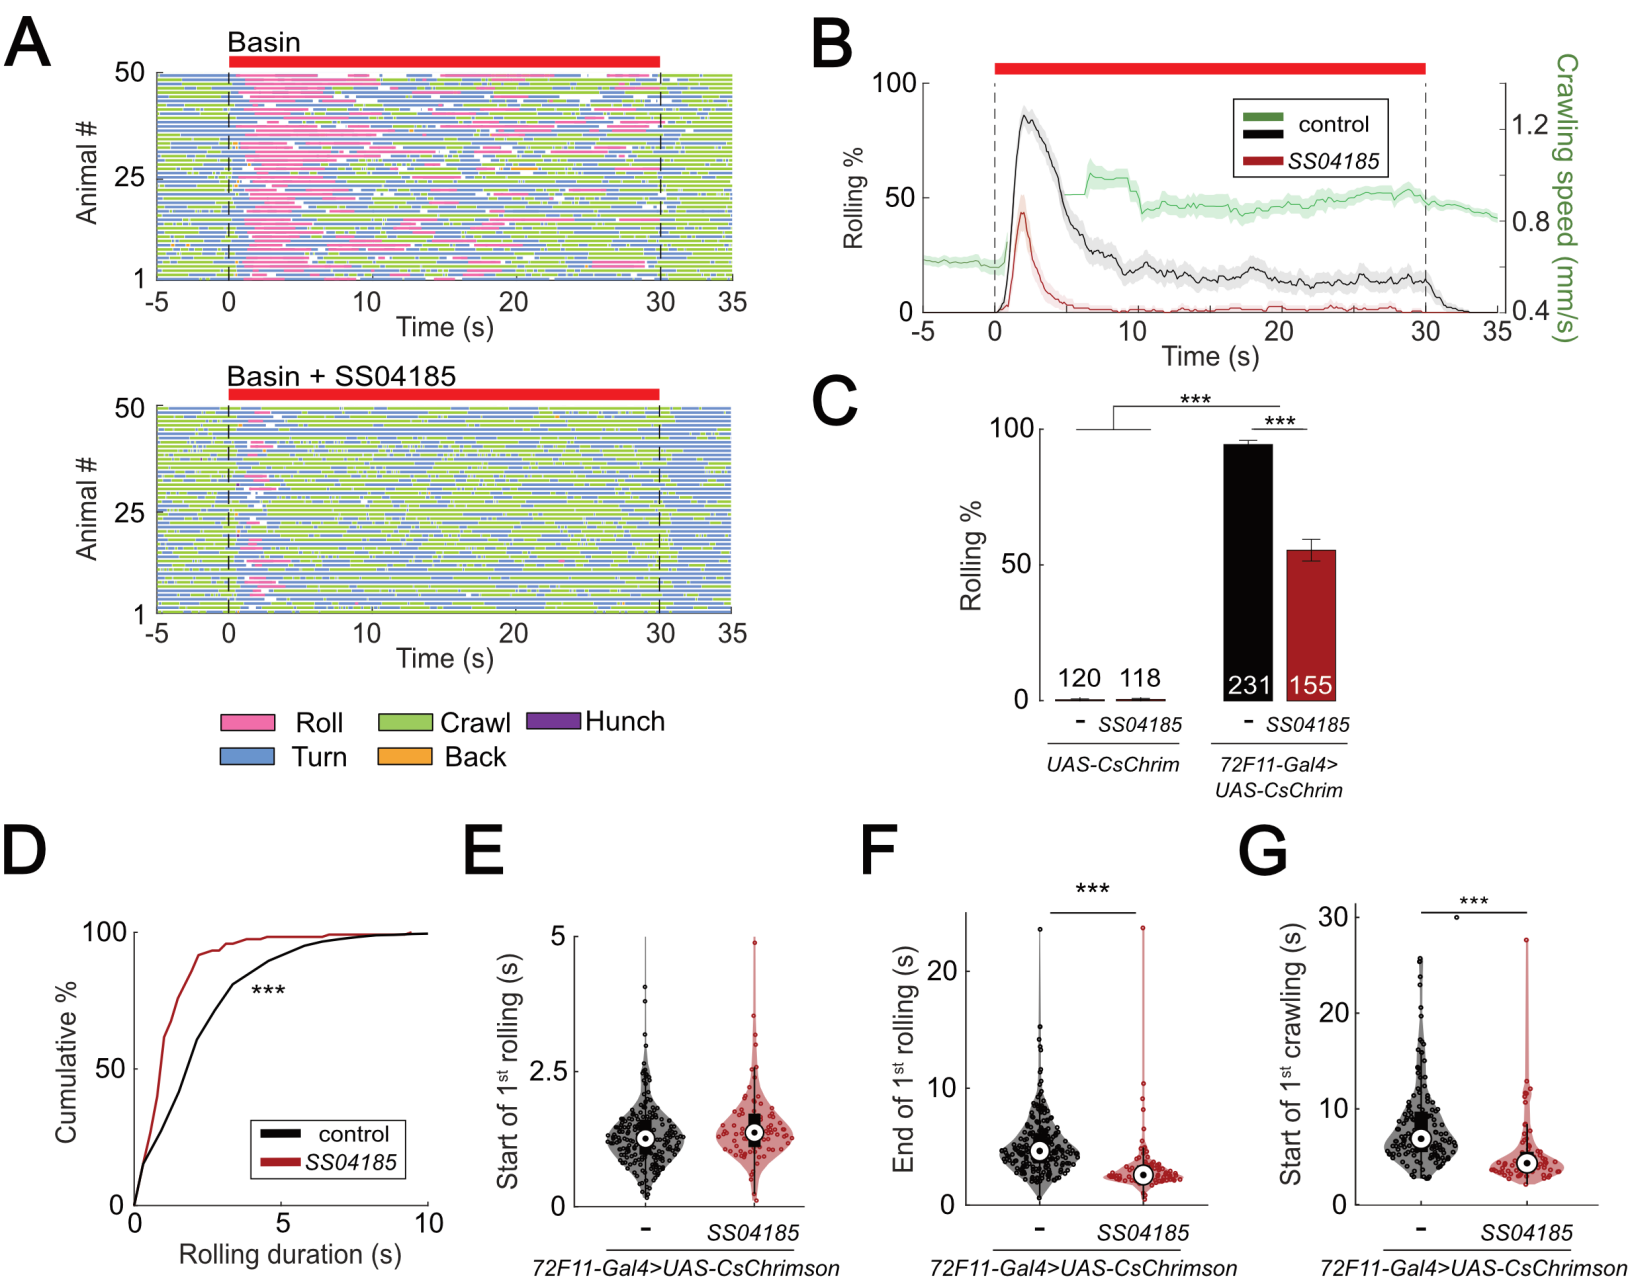 A
Basin
50
25
1
Animal #
-5 0 10 20 30 35
Time (s)
Basin + SS04185
50
25
1
Animal #
-5 0 10 20 30 35
Time (s)
Roll Crawl Hunch
Turn Back
B
100
50
0
Rolling %
control
SS04185
1.2
0.8
0.4
Crawling speed (mm/s)
-5 0 10 20 30 35
Time (s)
C
***
***
100
50
0
Rolling %
120 118 231 155
- SS04185 - SS04185
UAS-CsChrim 72F11-Gal4>
UAS-CsChrim
D
100
50
0
Cumulative %
***
control
SS04185
0 5 10
Rolling duration (s)
E
5
2.5
0
Start of 1st rolling (s)
- SS04185
72F11-Gal4>UAS-CsChrimson
F
***
20
10
0
End of 1st rolling (s)
- SS04185
72F11-Gal4>UAS-CsChrimson
G
***
30
20
10
0
Start of 1st crawling (s)
- SS04185
72F11-Gal4>UAS-CsChrimson